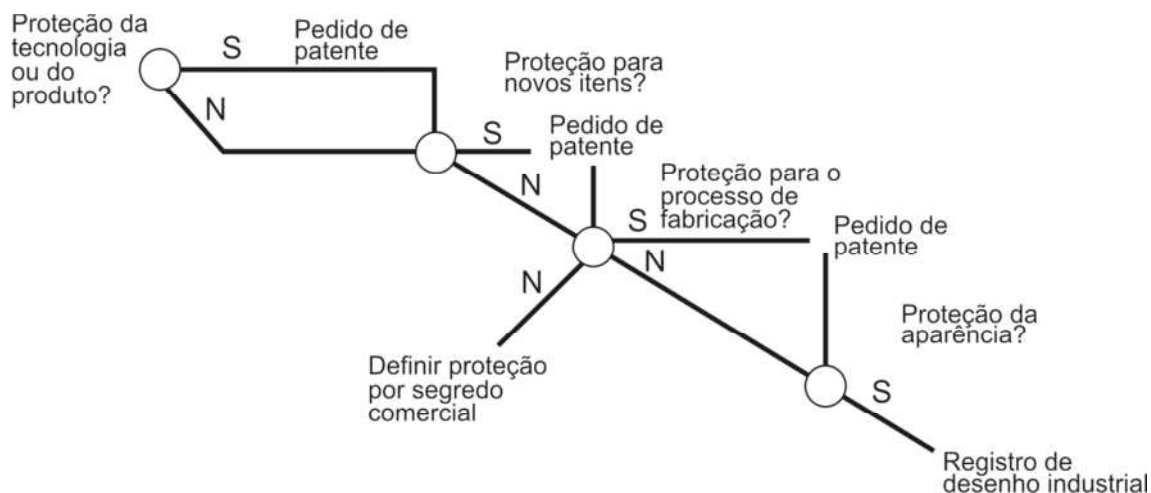 Proteção da
tecnologia
ou do
produto?
S
Pedido de
patente
N
Proteção para
novos itens?
S
Pedido de
patente
N
Proteção para o
processo de
fabricação?
S
Pedido de
patente
N
N
Definir proteção
por segredo
comercial
Proteção da
aparência?
S
Registro de
desenho industrial